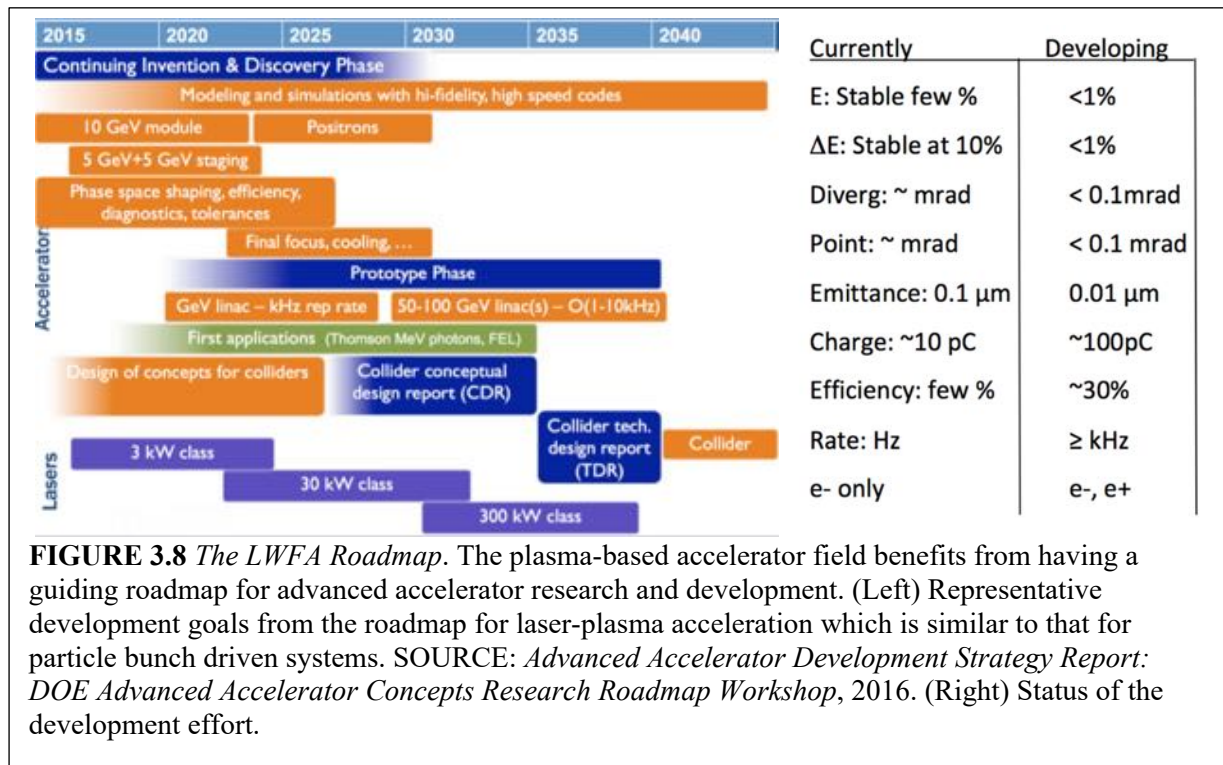 2015 2020 2025 2030 2035 2040
Continuing Invention & Discovery Phase
Modeling and simulations with hi-fidelity, high speed codes
10 GeV module
Positrons
5 GeV+5 GeV staging
Phase space shaping, efficiency,
diagnostics, tolerances
Final focus, cooling, ...
Prototype Phase
GeV linac – kHz rep rate
50-100 GeV linac(s) – O(1-10kHz)
First applications (Thomson MeV photons, FEL)
Design of concepts for colliders
Collider conceptual
design report (CDR)
Collider tech.
design report
(TDR)
Collider
Accelerators
3 kW class
30 kW class
300 kW class
Lasers
Currently Developing
E: Stable few % <1%
ΔE: Stable at 10% <1%
Diverg: ~ mrad < 0.1mrad
Point: ~ mrad < 0.1 mrad
Emittance: 0.1 μm 0.01 μm
Charge: ~10 pC ~100pC
Efficiency: few % ~30%
Rate: Hz ≥ kHz
e- only e-, e+
FIGURE 3.8 The LWFA Roadmap. The plasma-based accelerator field benefits from having a
guiding roadmap for advanced accelerator research and development. (Left) Representative
development goals from the roadmap for laser-plasma acceleration which is similar to that for
particle bunch driven systems. SOURCE: Advanced Accelerator Development Strategy Report:
DOE Advanced Accelerator Concepts Research Roadmap Workshop, 2016. (Right) Status of the
development effort.